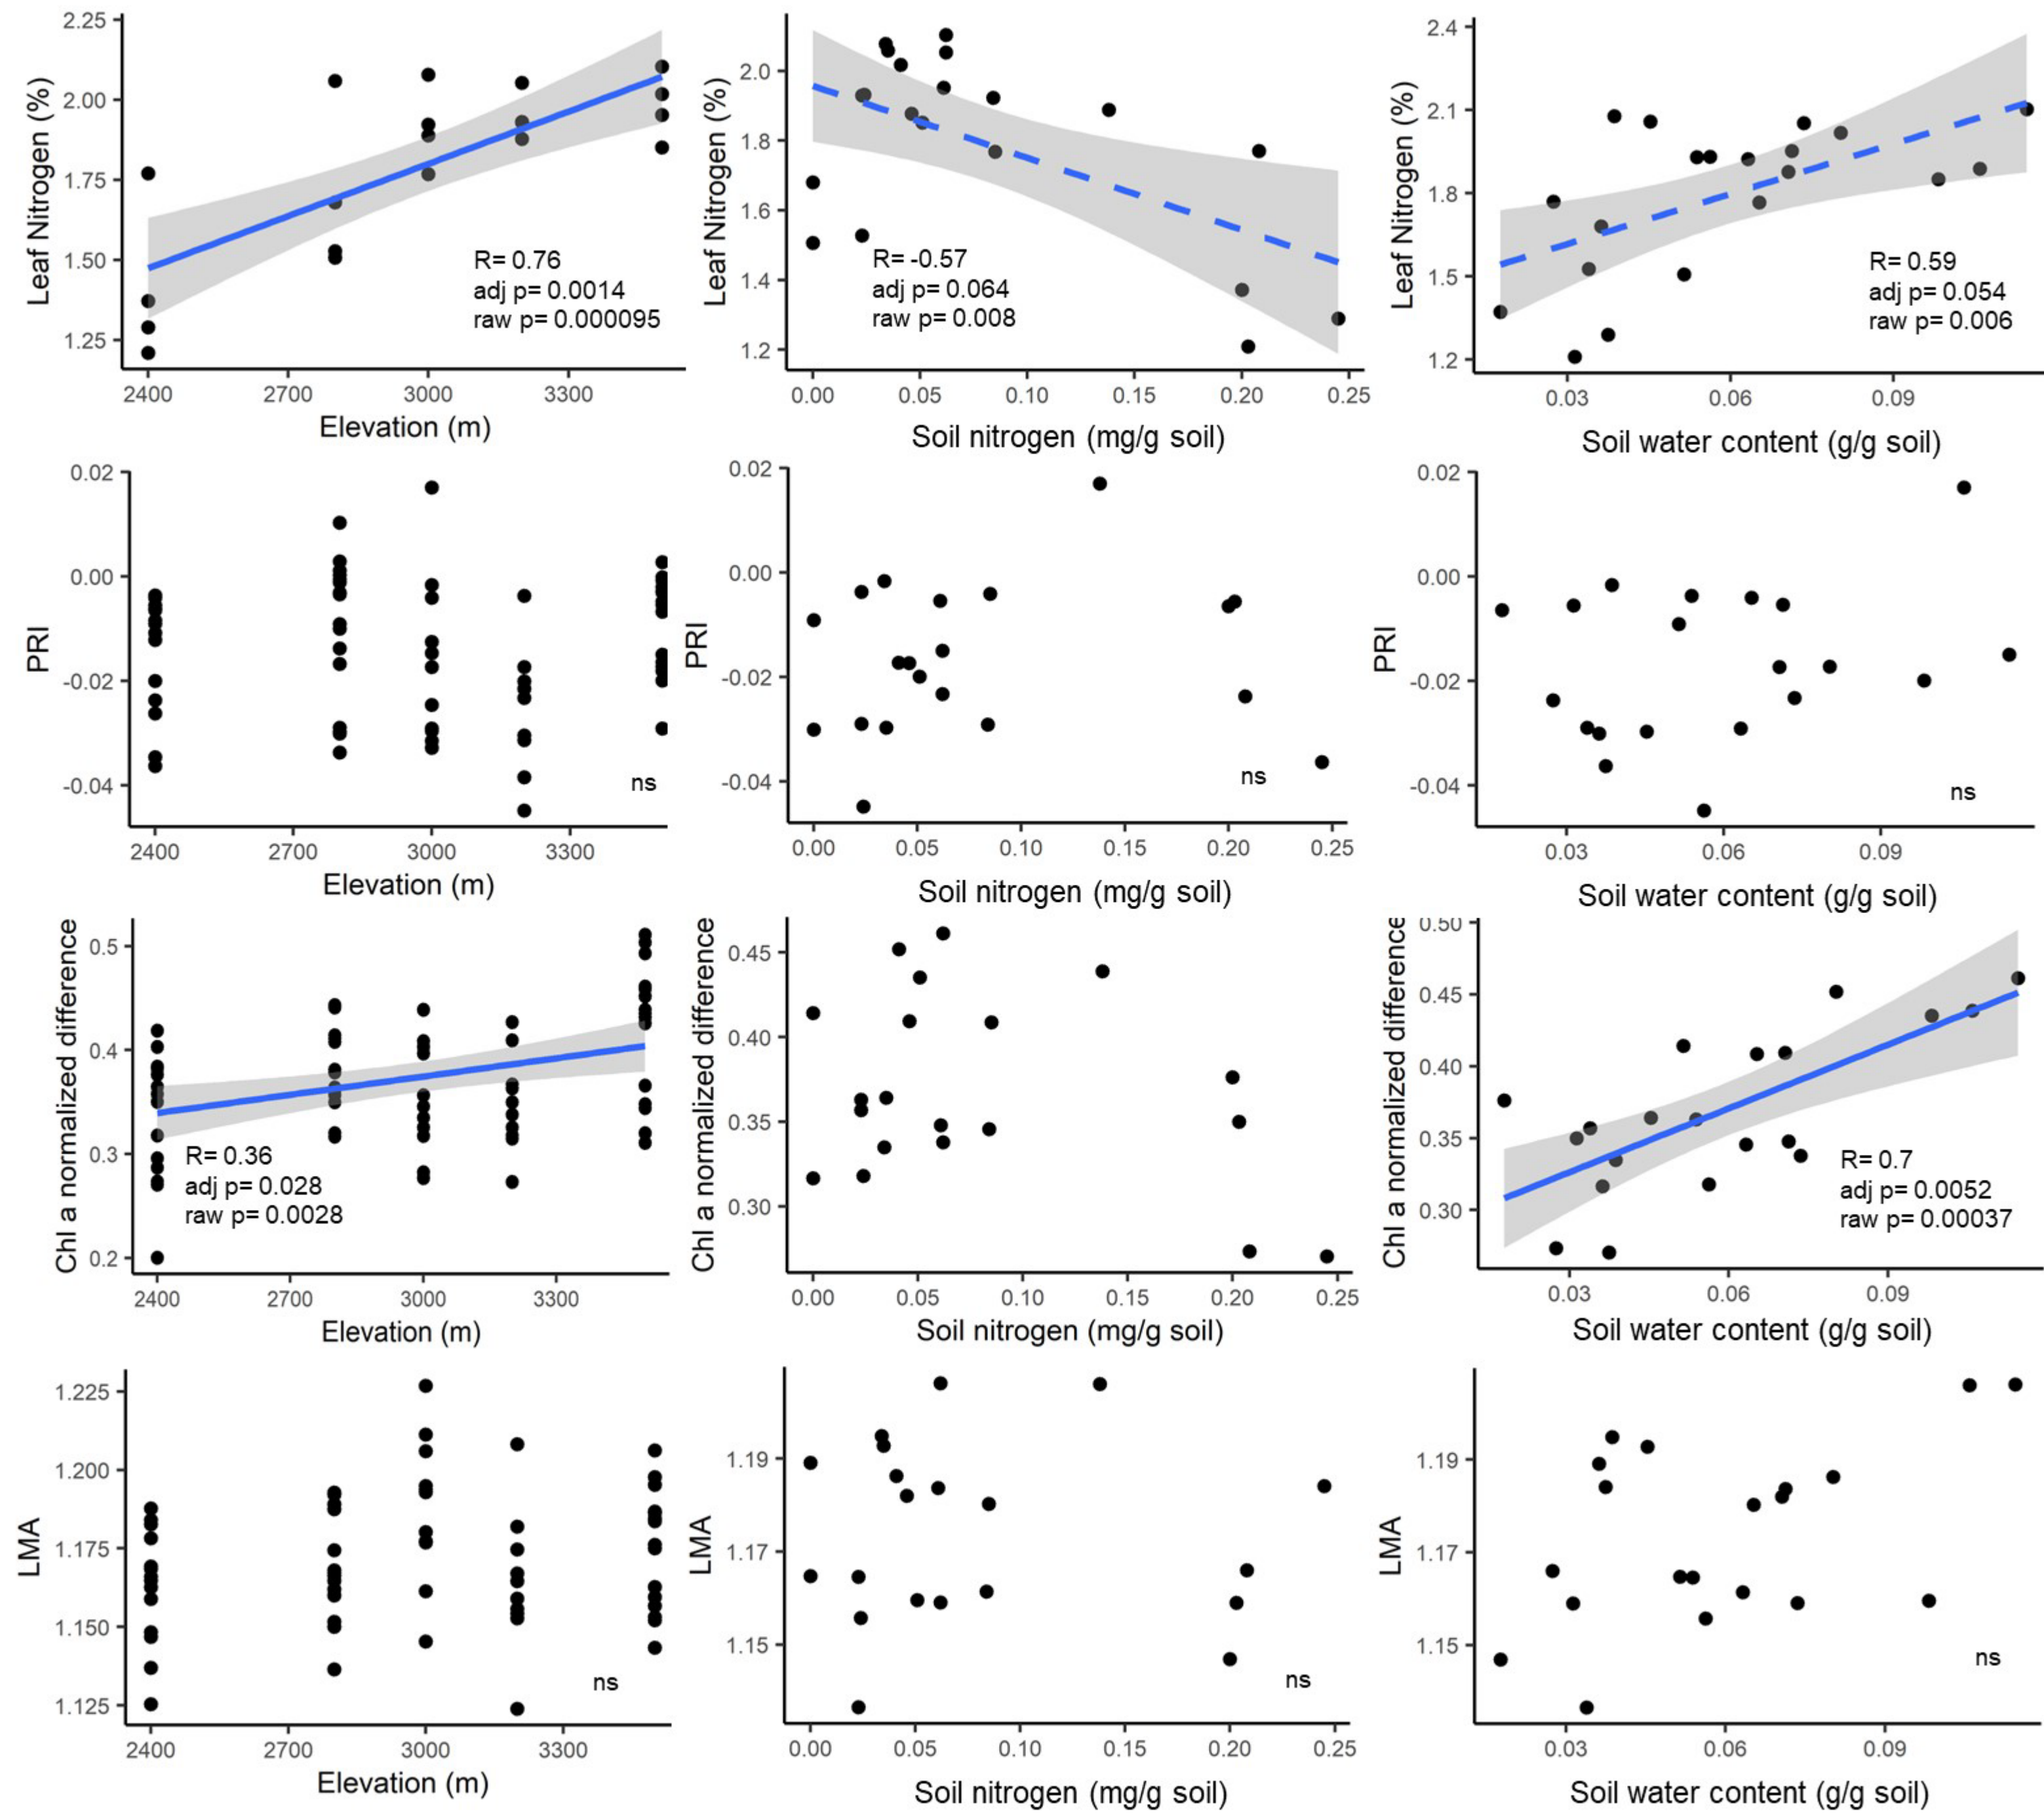 Leaf Nitrogen (%)
2.25
2.00
1.75
1.50
1.25
R= 0.76
adj p= 0.0014
raw p= 0.000095
2400 2700 3000 3300
Elevation (m)
Leaf Nitrogen (%)
2.0
1.8
1.6
1.4
1.2
R= -0.57
adj p= 0.064
raw p= 0.008
0.00 0.05 0.10 0.15 0.20 0.25
Soil nitrogen (mg/g soil)
Leaf Nitrogen (%)
2.4
2.1
1.8
1.5
1.2
R= 0.59
adj p= 0.054
raw p= 0.006
0.03 0.06 0.09
Soil water content (g/g soil)
PRI
0.02
0.00
-0.02
-0.04
ns
2400 2700 3000 3300
Elevation (m)
PRI
0.02
0.00
-0.02
-0.04
ns
0.00 0.05 0.10 0.15 0.20 0.25
Soil nitrogen (mg/g soil)
PRI
0.02
0.00
-0.02
-0.04
ns
0.03 0.06 0.09
Soil water content (g/g soil)
Chl a normalized difference
0.5
0.4
0.3
0.2
R= 0.36
adj p= 0.028
raw p= 0.0028
2400 2700 3000 3300
Elevation (m)
Chl a normalized difference
0.45
0.40
0.35
0.30
0.00 0.05 0.10 0.15 0.20 0.25
Soil nitrogen (mg/g soil)
Chl a normalized difference
0.50
0.45
0.40
0.35
0.30
R= 0.7
adj p= 0.0052
raw p= 0.00037
0.03 0.06 0.09
Soil water content (g/g soil)
LMA
1.225
1.200
1.175
1.150
1.125
ns
2400 2700 3000 3300
Elevation (m)
LMA
1.19
1.17
1.15
ns
0.00 0.05 0.10 0.15 0.20 0.25
Soil nitrogen (mg/g soil)
LMA
1.19
1.17
1.15
ns
0.03 0.06 0.09
Soil water content (g/g soil)